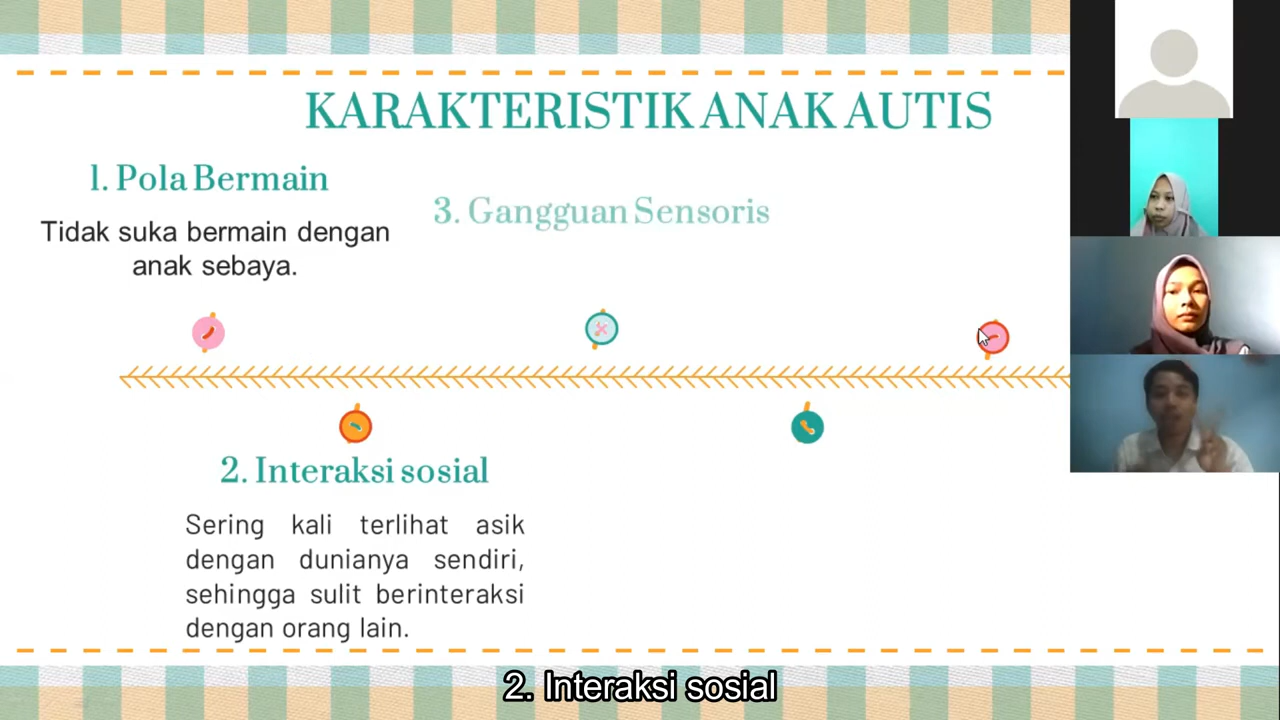 KARAKTERISTIK ANAK AUTIS
1. Pola Bermain
Tidak suka bermain dengan
anak sebaya.
3. Gangguan Sensoris
2. Interaksi sosial
Sering kali terlihat asik
dengan dunianya sendiri,
sehingga sulit berinteraksi
dengan orang lain.
2. Interaksi sosial